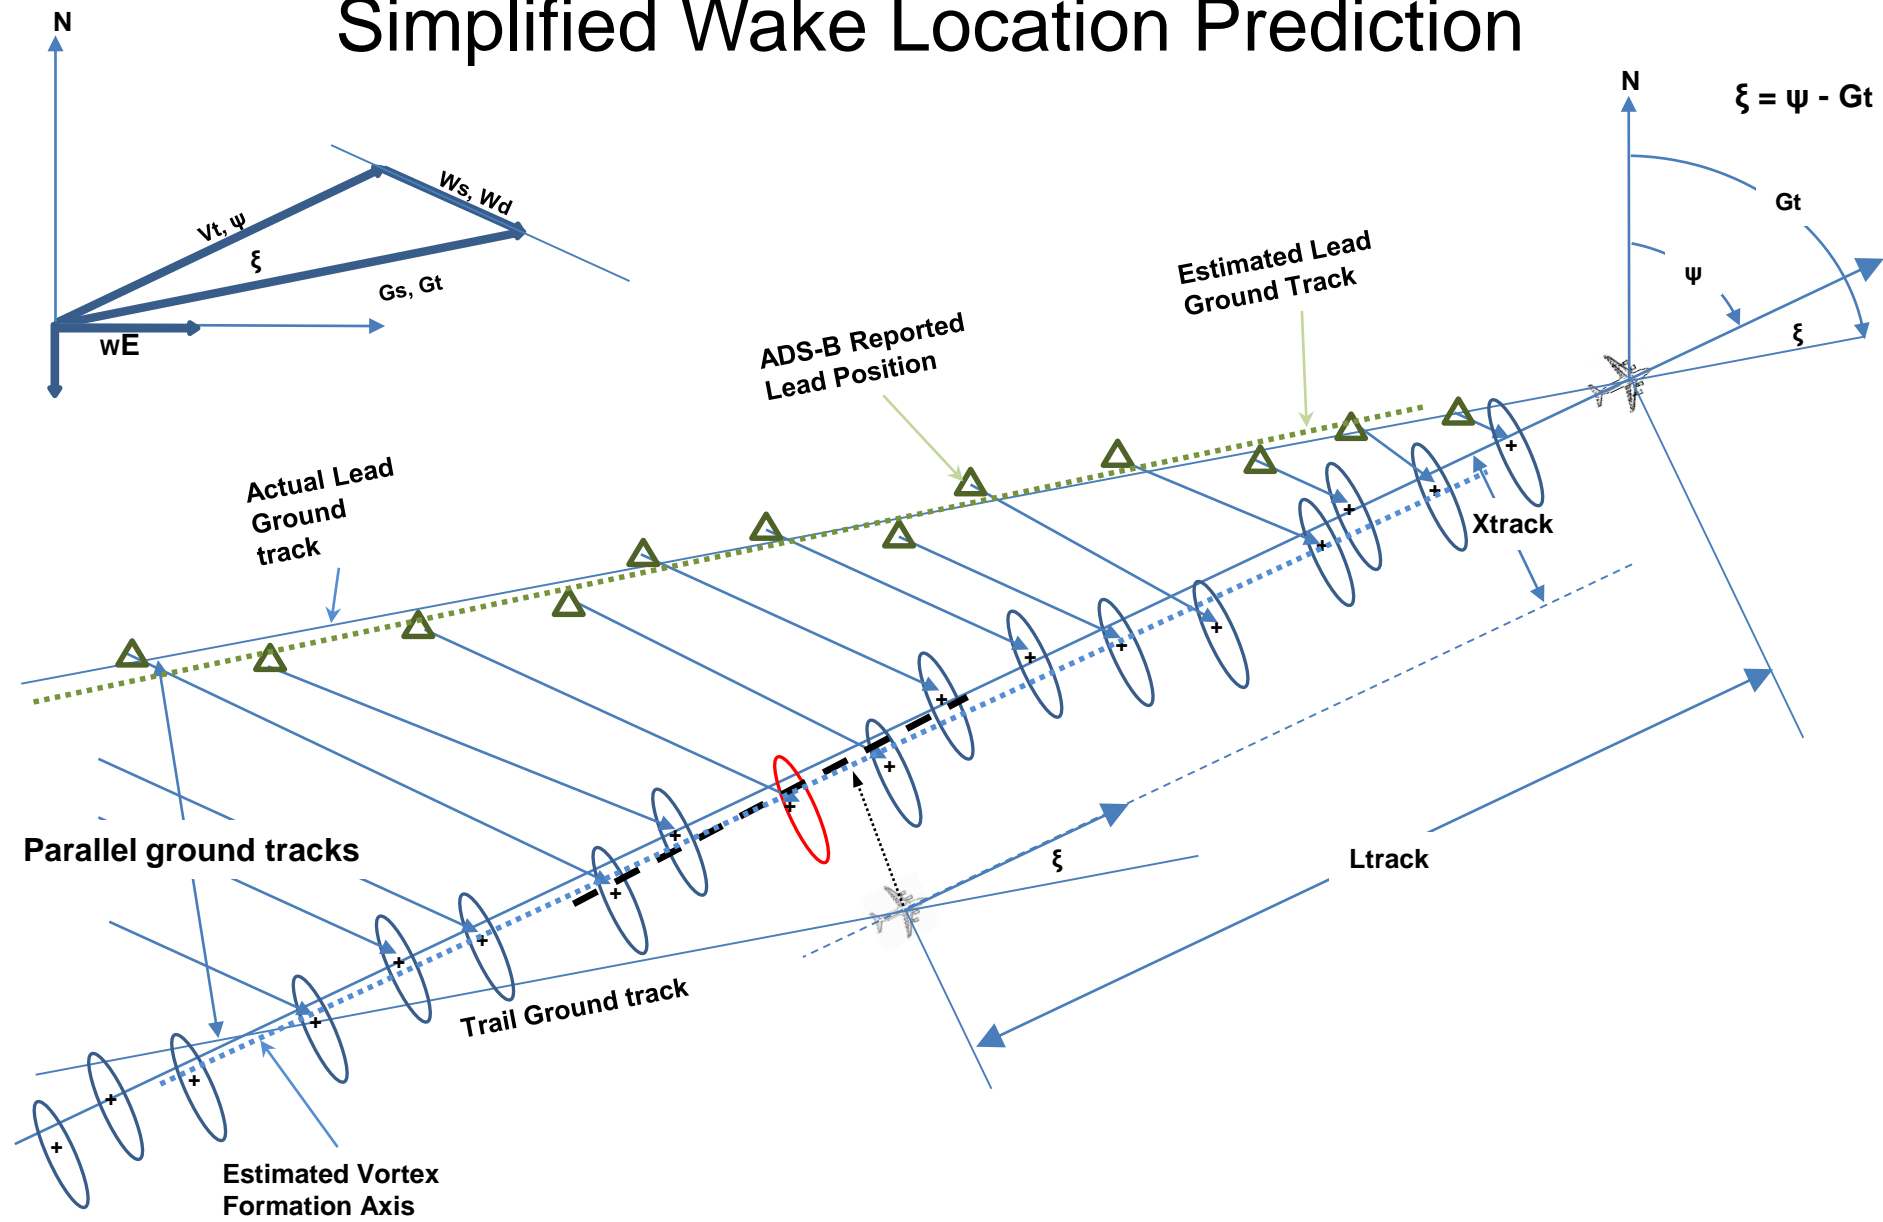 Simplified Wake Location Prediction
N
N
ξ = ψ - Gt
Ws, Wd
Vt, ψ
ξ
Gs, Gt
wE
Gt
ψ
ξ
Estimated Lead
Ground Track
ADS-B Reported
Lead Position
Actual Lead
Ground
track
Xtrack
Parallel ground tracks
Ltrack
ξ
Trail Ground track
Estimated Vortex
Formation Axis